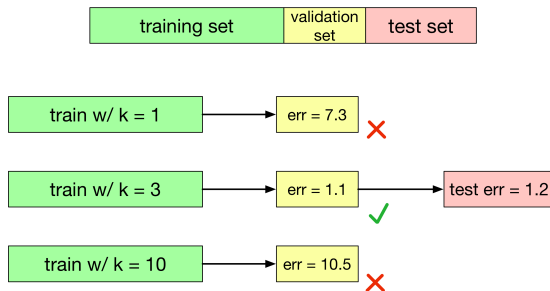 training set
validation
set
test set
train w/ k = 1
err = 7.3
train w/ k = 3
err = 1.1
test err = 1.2
train w/ k = 10
err = 10.5